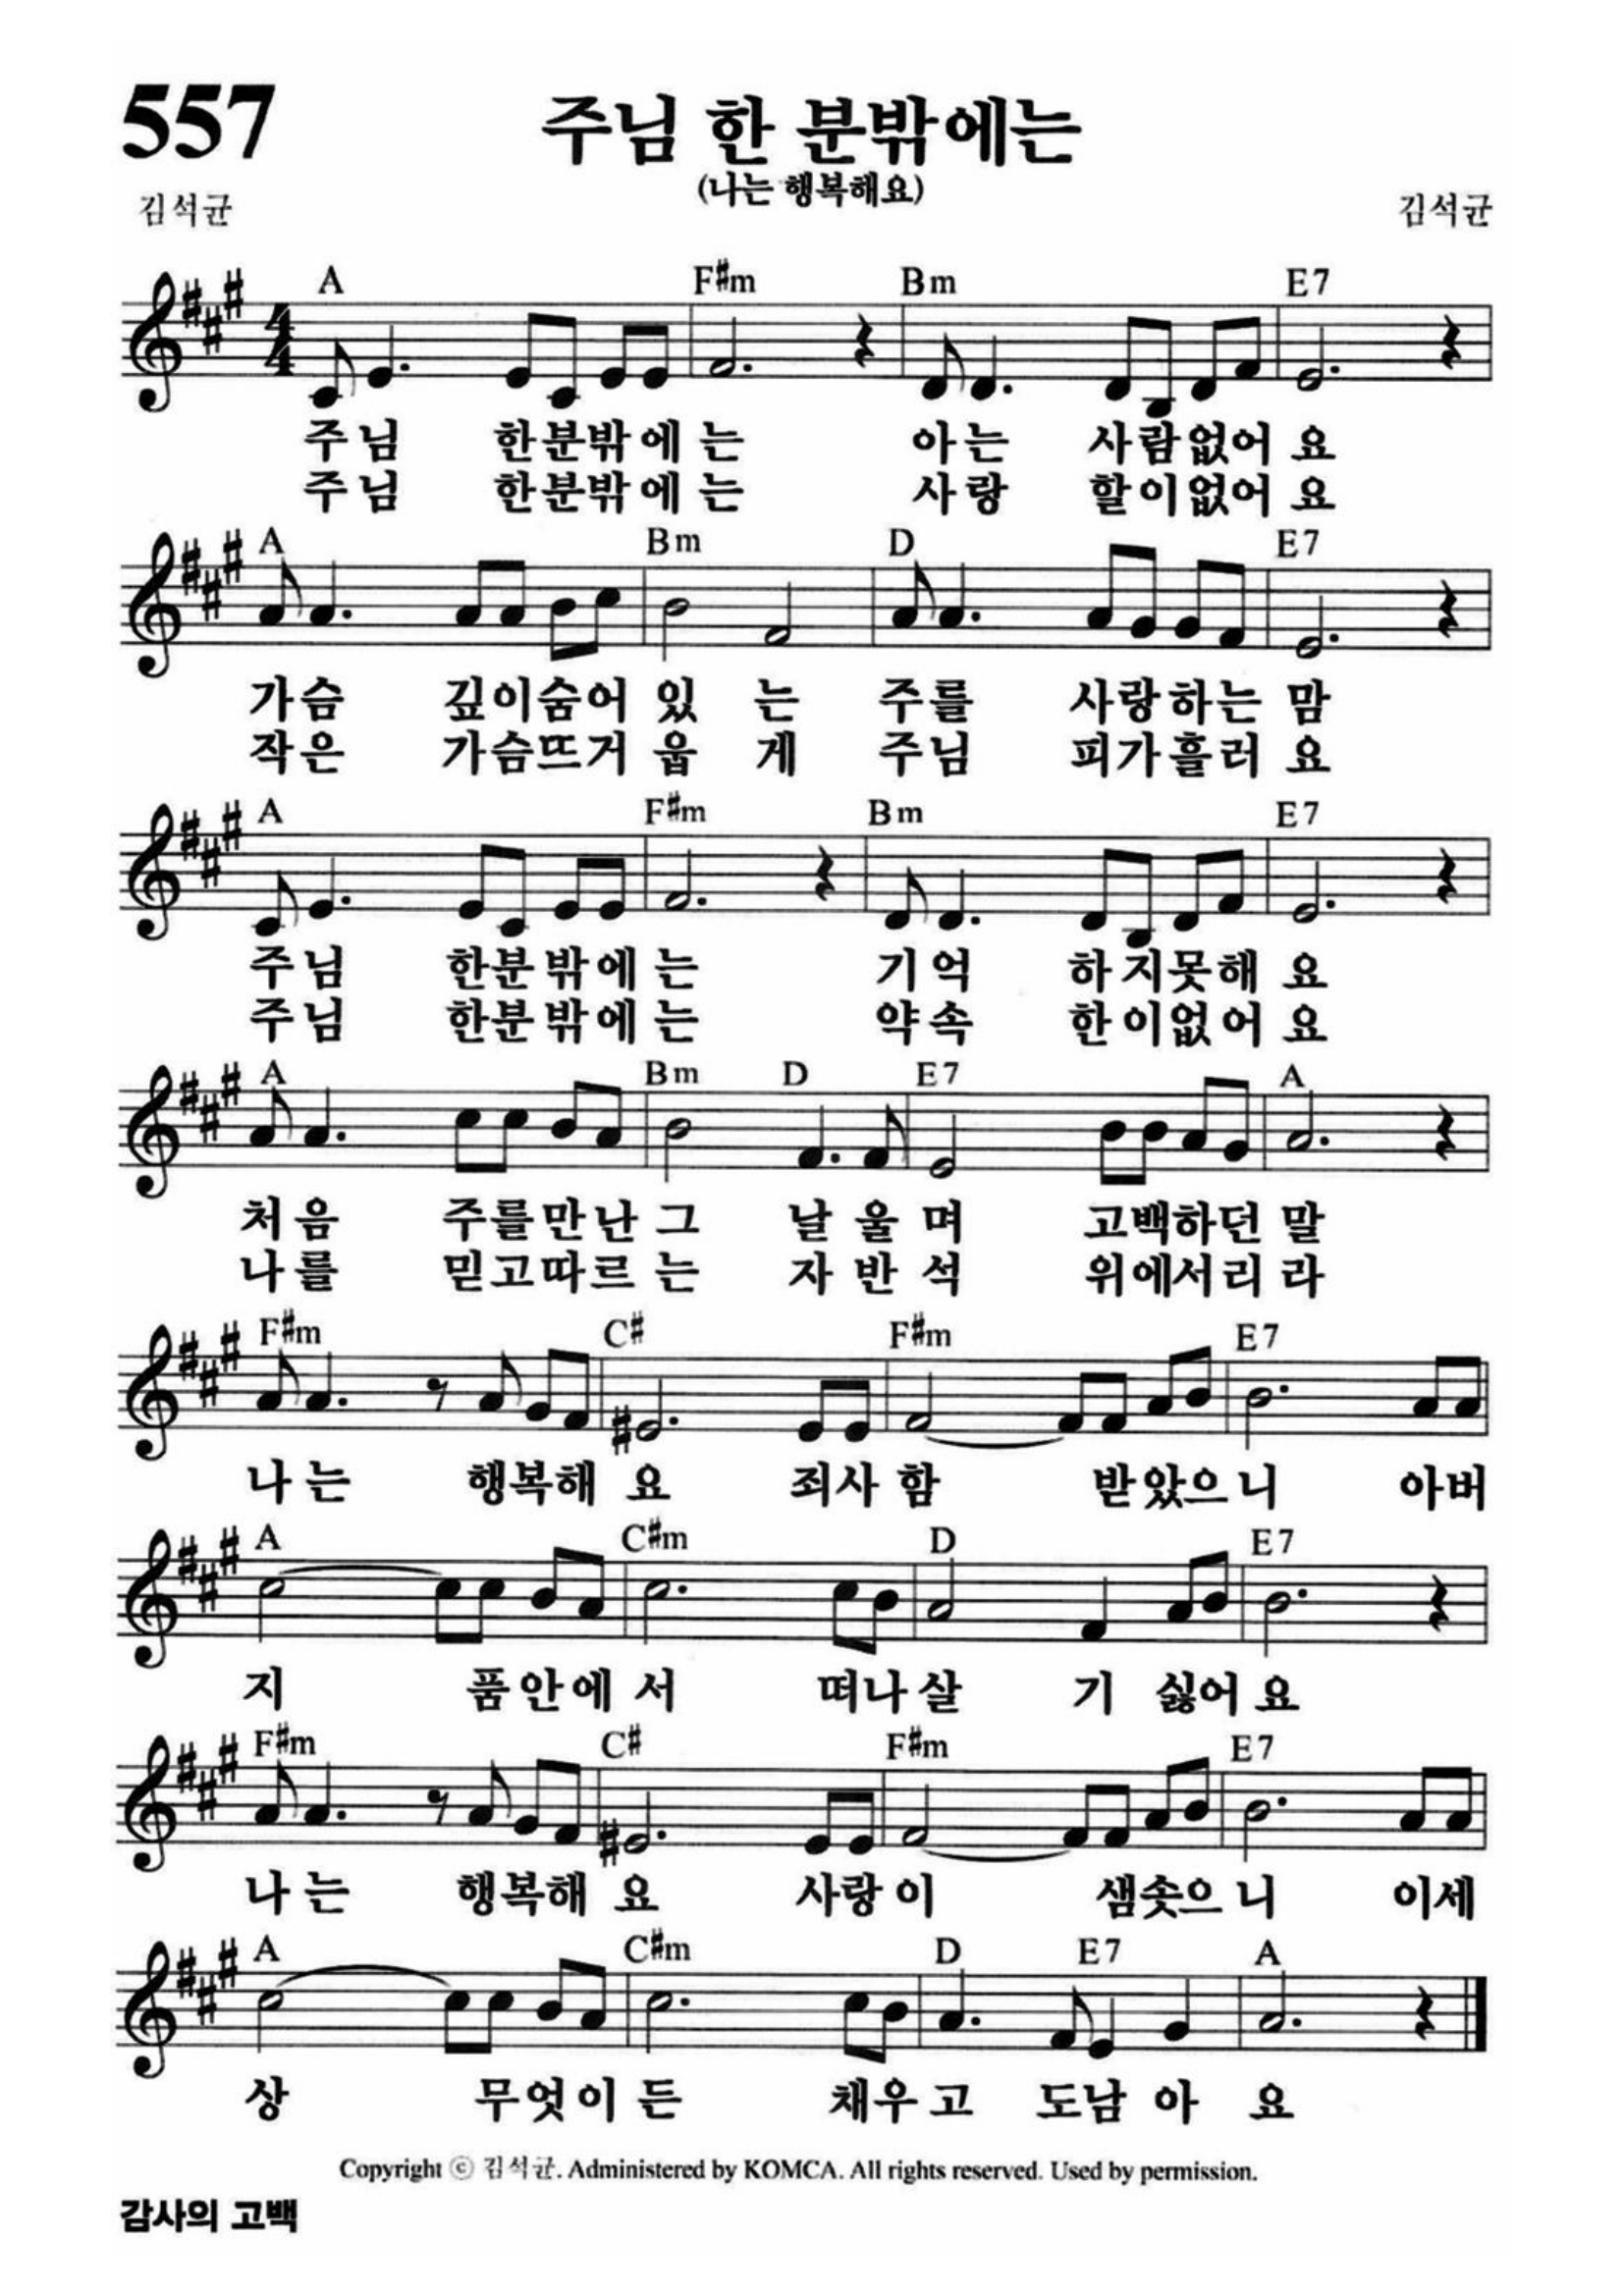 557
주님 한 분밖에는
(나는 행복해요)
김석균 김석균
A F#m Bm E7
주님 한분밖에 는 아는 사람없어 요
주님 한분밖에 는 사랑 할이없어 요
A Bm D E7
가슴 깊이숨어 있 는 주를 사랑하는 맘
작은 가슴뜨거 웁 게 주님 피가흘러 요
A F#m Bm E7
주님 한분밖에 는 기억 하지못해 요
주님 한분밖에 는 약속 한이없어 요
A Bm D E7 A
처음 주를만난 그 날 울 며 고백하던 말
나를 믿고따르 는 자 반 석 위에서리 라
F#m C# F#m E7
나는 행복해 요 죄사 함 받았으 니 아버
A C#m D E7
지 품안에 서 떠나 살 기 싫어 요
F#m C# F#m E7
나는 행복해 요 사랑 이 샘솟으 니 이세
A C#m D E7 A
상 무엇이 든 채우 고 도남 아 요
Copyright ⓒ 김석균. Administered by KOMCA. All rights reserved. Used by permission.
감사의 고백